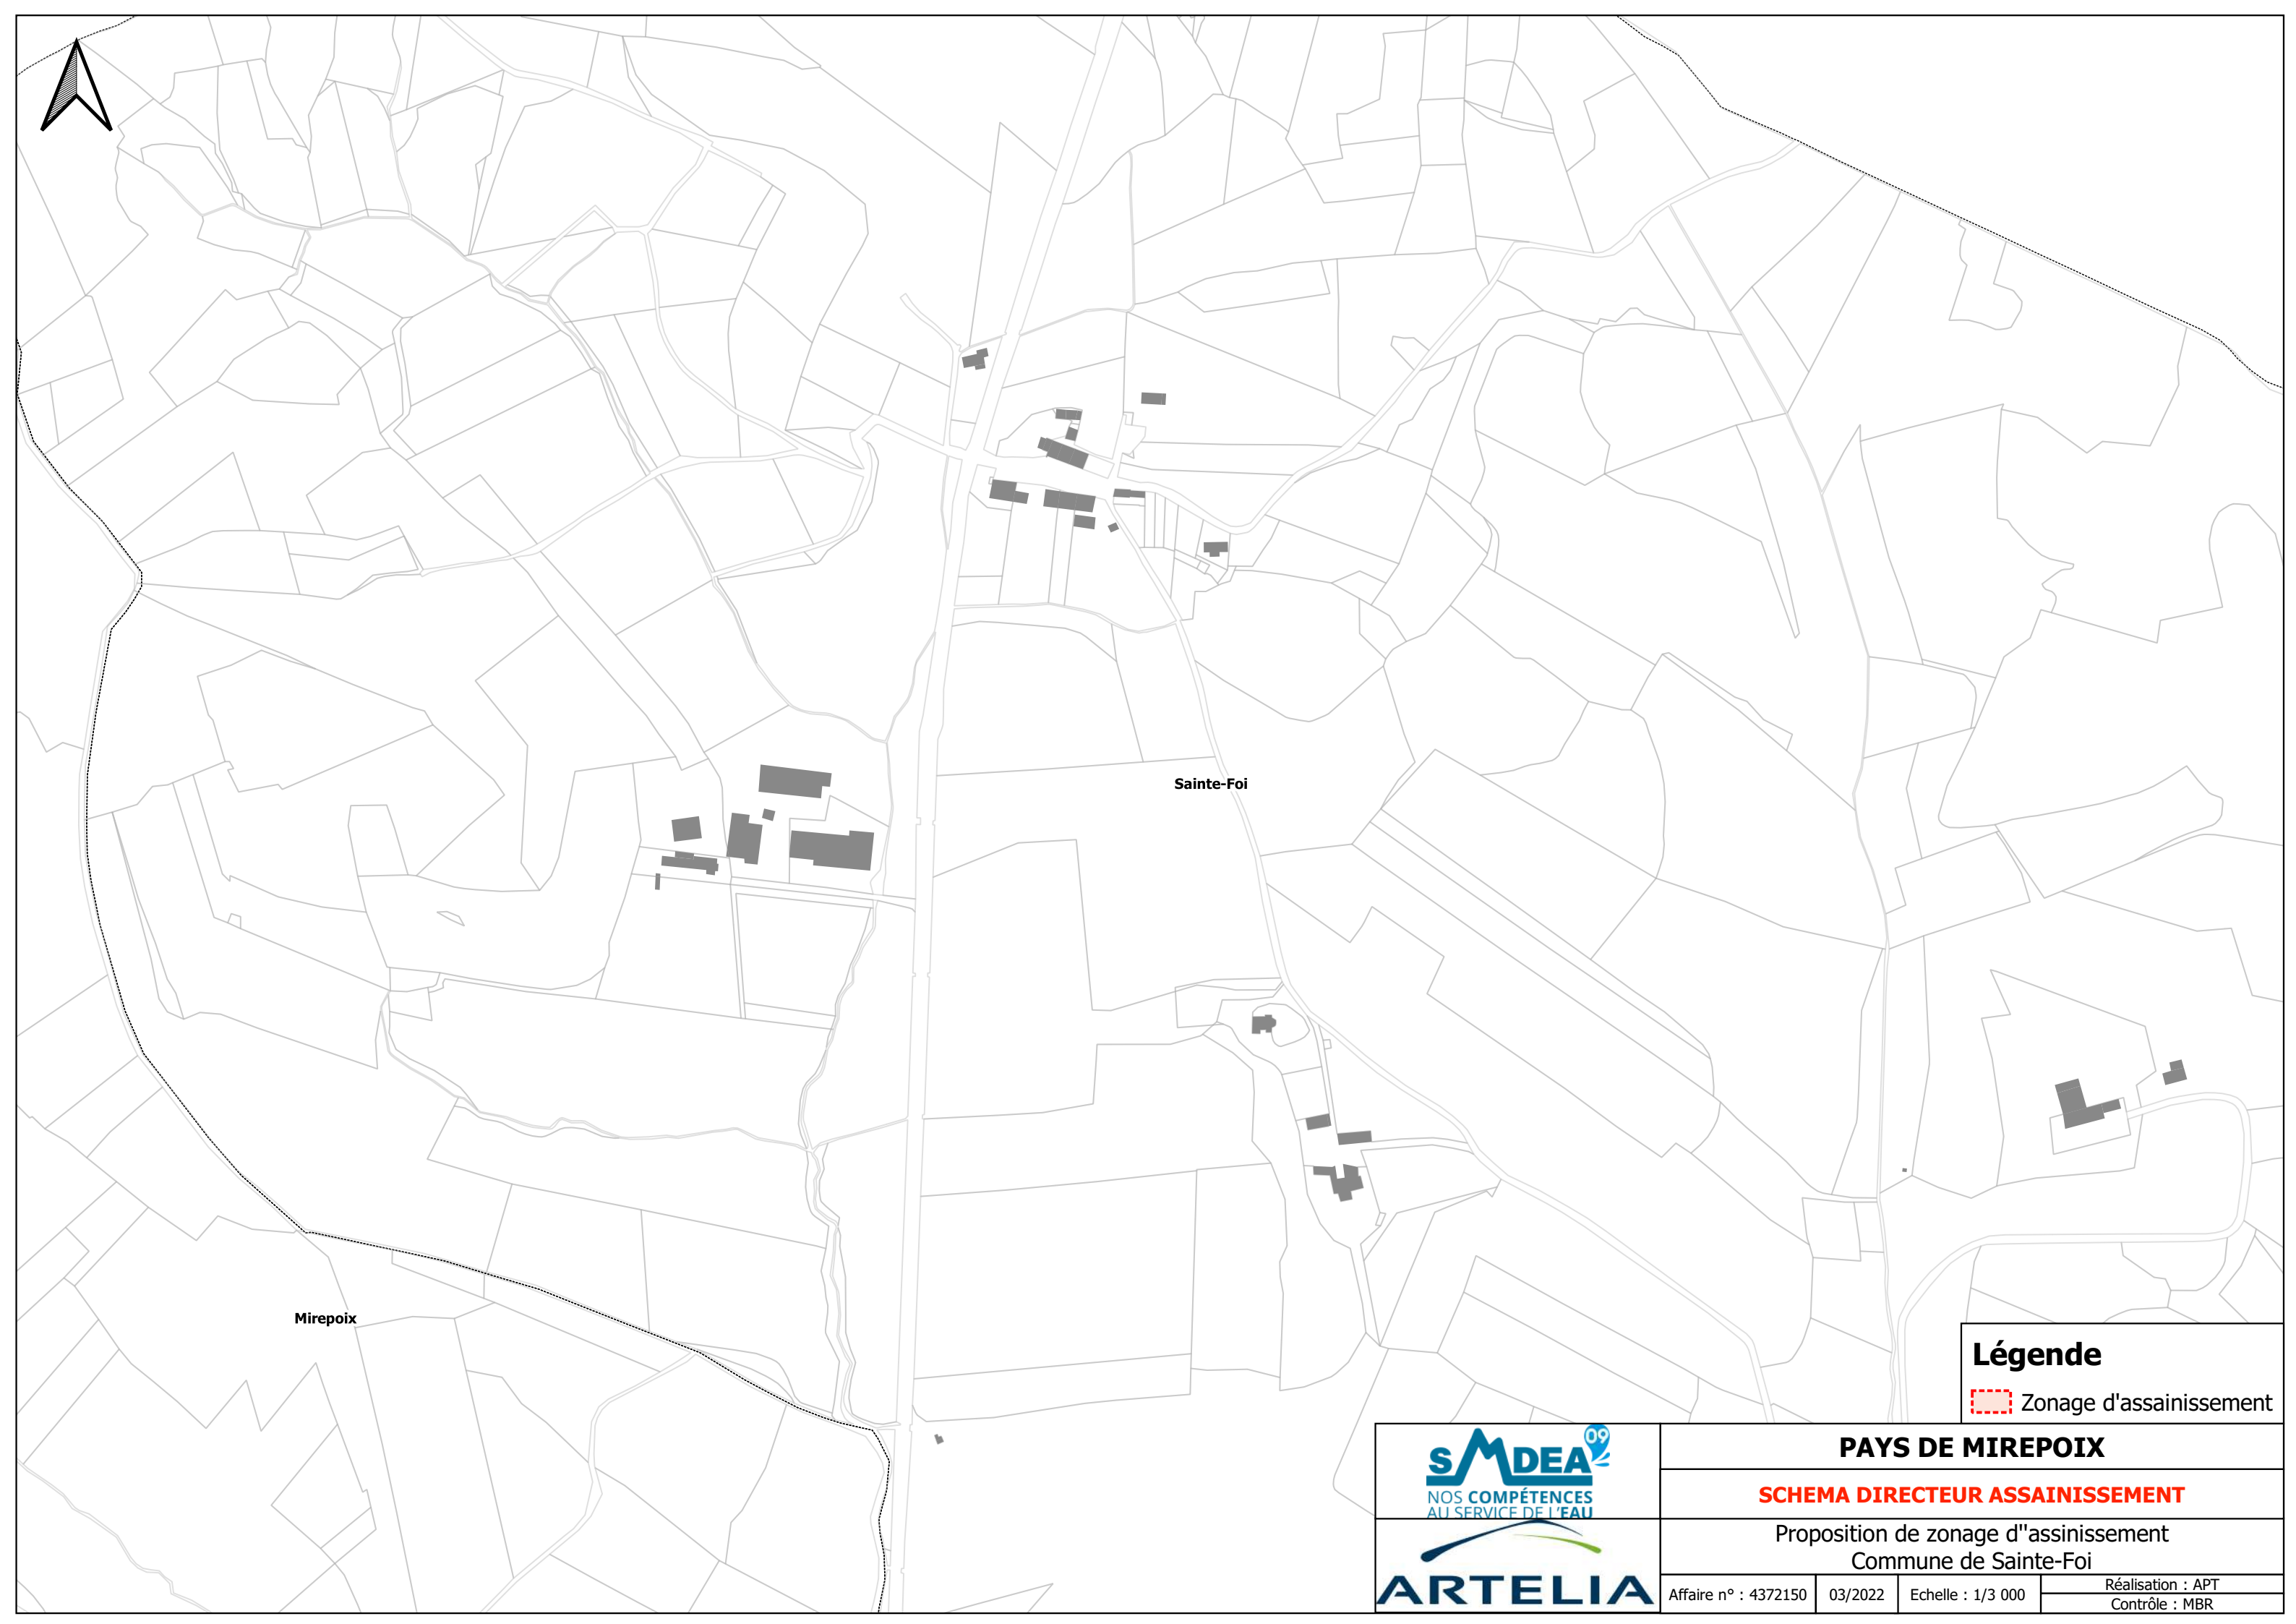 Sainte-Foi
Mirepoix
Légende
Zonage d'assainissement
SMDEA09
NOS COMPÉTENCES
AU SERVICE DE L'EAU
PAYS DE MIREPOIX
SCHEMA DIRECTEUR ASSAINISSEMENT
ARTELIA
Proposition de zonage d''assinissement
Commune de Sainte-Foi
Affaire n° : 4372150
03/2022
Echelle : 1/3 000
Réalisation : APT
Contrôle : MBR